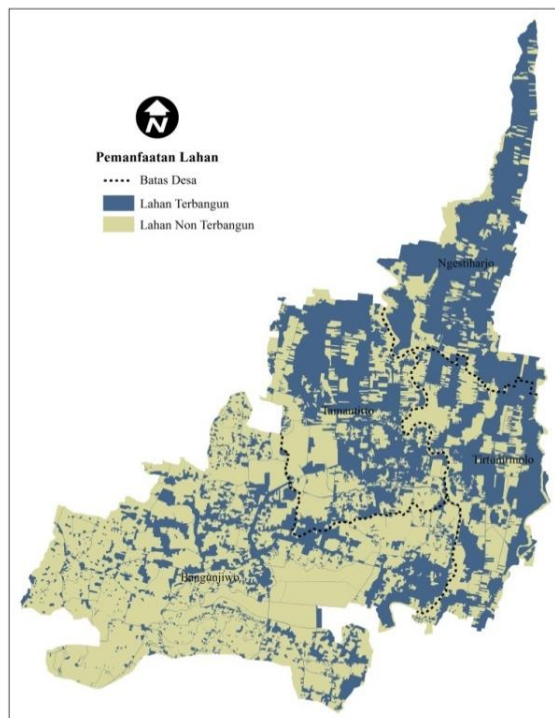 N
Pemanfaatan Lahan
Batas Desa
Lahan Terbangun
Lahan Non Terbangun
Ngestiharjo
Tamantirto
Tirtonirmolo
Bangunjiwo